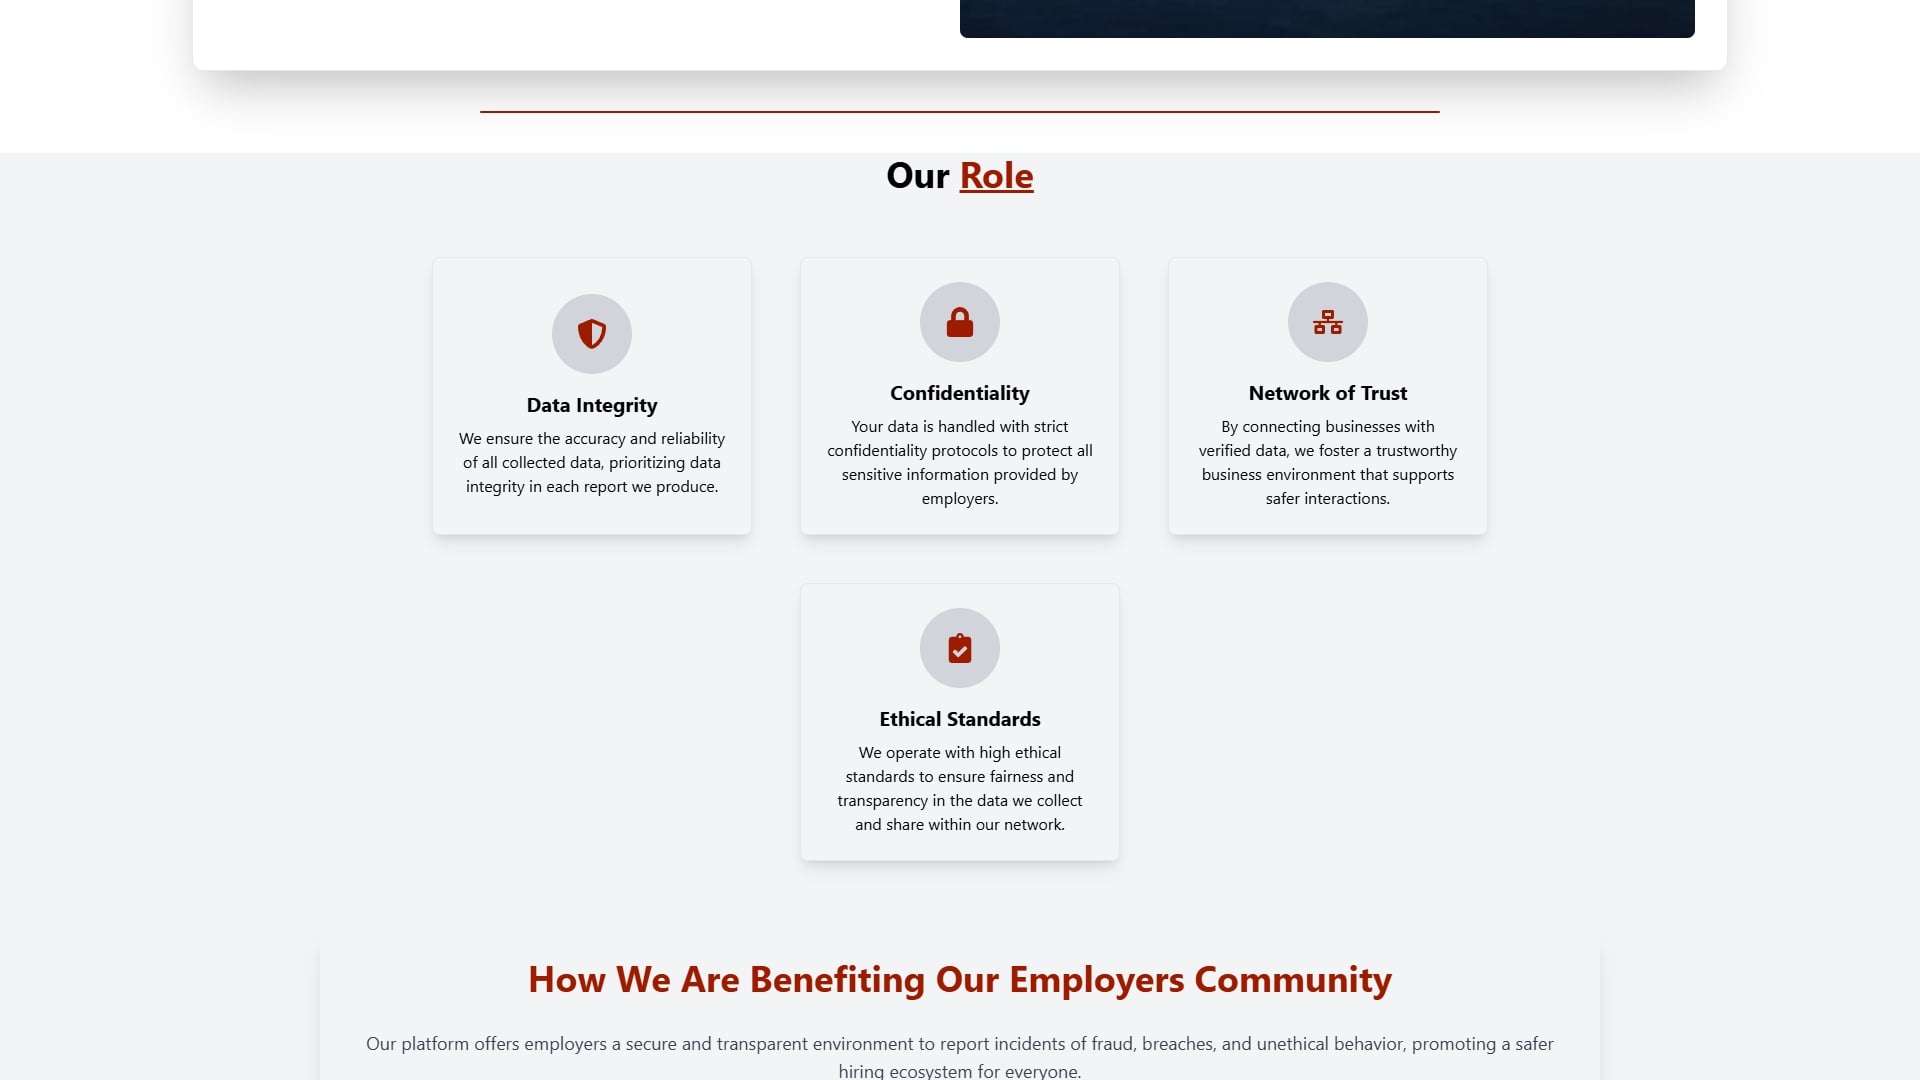 Our Role
Data Integrity
We ensure the accuracy and reliability
of all collected data, prioritizing data
integrity in each report we produce.
Confidentiality
Your data is handled with strict
confidentiality protocols to protect all
sensitive information provided by
employers.
Network of Trust
By connecting businesses with
verified data, we foster a trustworthy
business environment that supports
safer interactions.
Ethical Standards
We operate with high ethical
standards to ensure fairness and
transparency in the data we collect
and share within our network.
How We Are Benefiting Our Employers Community
Our platform offers employers a secure and transparent environment to report incidents of fraud, breaches, and unethical behavior, promoting a safer
hiring ecosystem for everyone.